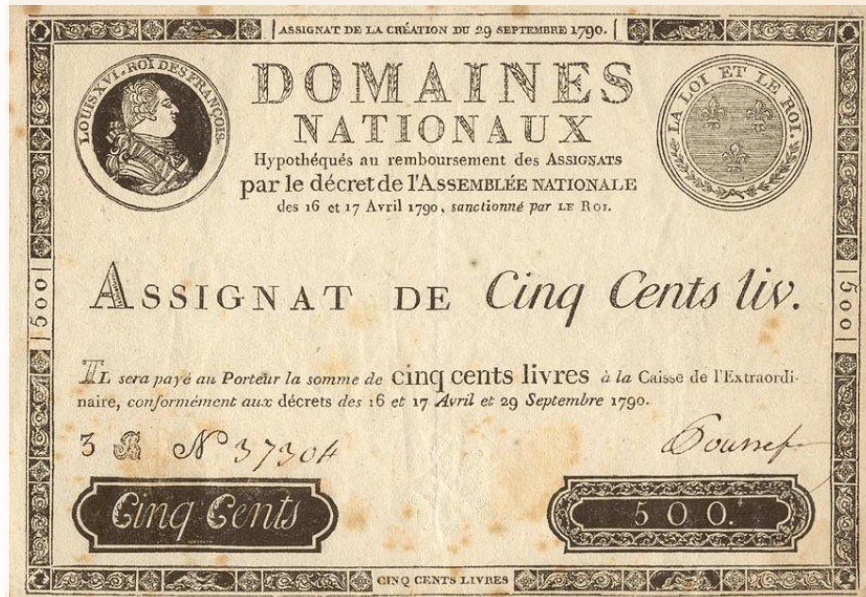 ASSIGNAT DE LA CRÉATION DU 29 SEPTEMBRE 1790.
LOUIS XVI. ROI DES FRANÇOIS.
LA LOI ET LE ROI.
DOMAINES
NATIONAUX
Hypothéqués au remboursement des ASSIGNATS
par le décret de l'ASSEMBLÉE NATIONALE
des 16 et 17 Avril 1790, sanctionné par LE ROI.
500
500
ASSIGNAT DE Cinq Cents liv.
IL sera payé au Porteur la somme de cinq cents livres à la Caisse de l'Extraordi-
naire, conformément aux décrets des 16 et 17 Avril et 29 Septembre 1790.
3 N° 37304
Cinq Cents
500.
CINQ CENTS LIVRES